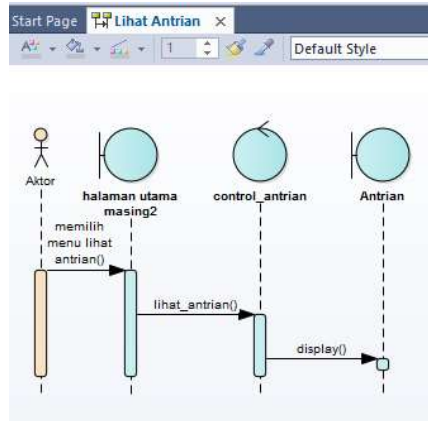 Start Page
Lihat Antrian
1
Default Style
Aktor
halaman utama
masing2
control_antrian
Antrian
memilih
menu lihat
antrian()
lihat_antrian()
display()